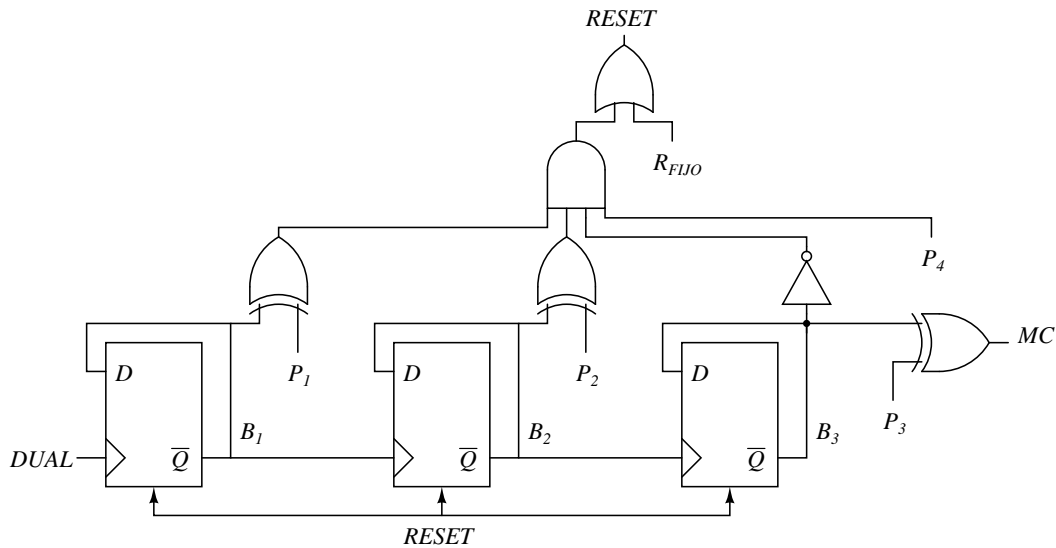 RESET
R_FIJO
P_4
P_1
P_2
MC
D
D
D
P_3
B_1
B_2
B_3
DUAL
Q̅
Q̅
Q̅
RESET